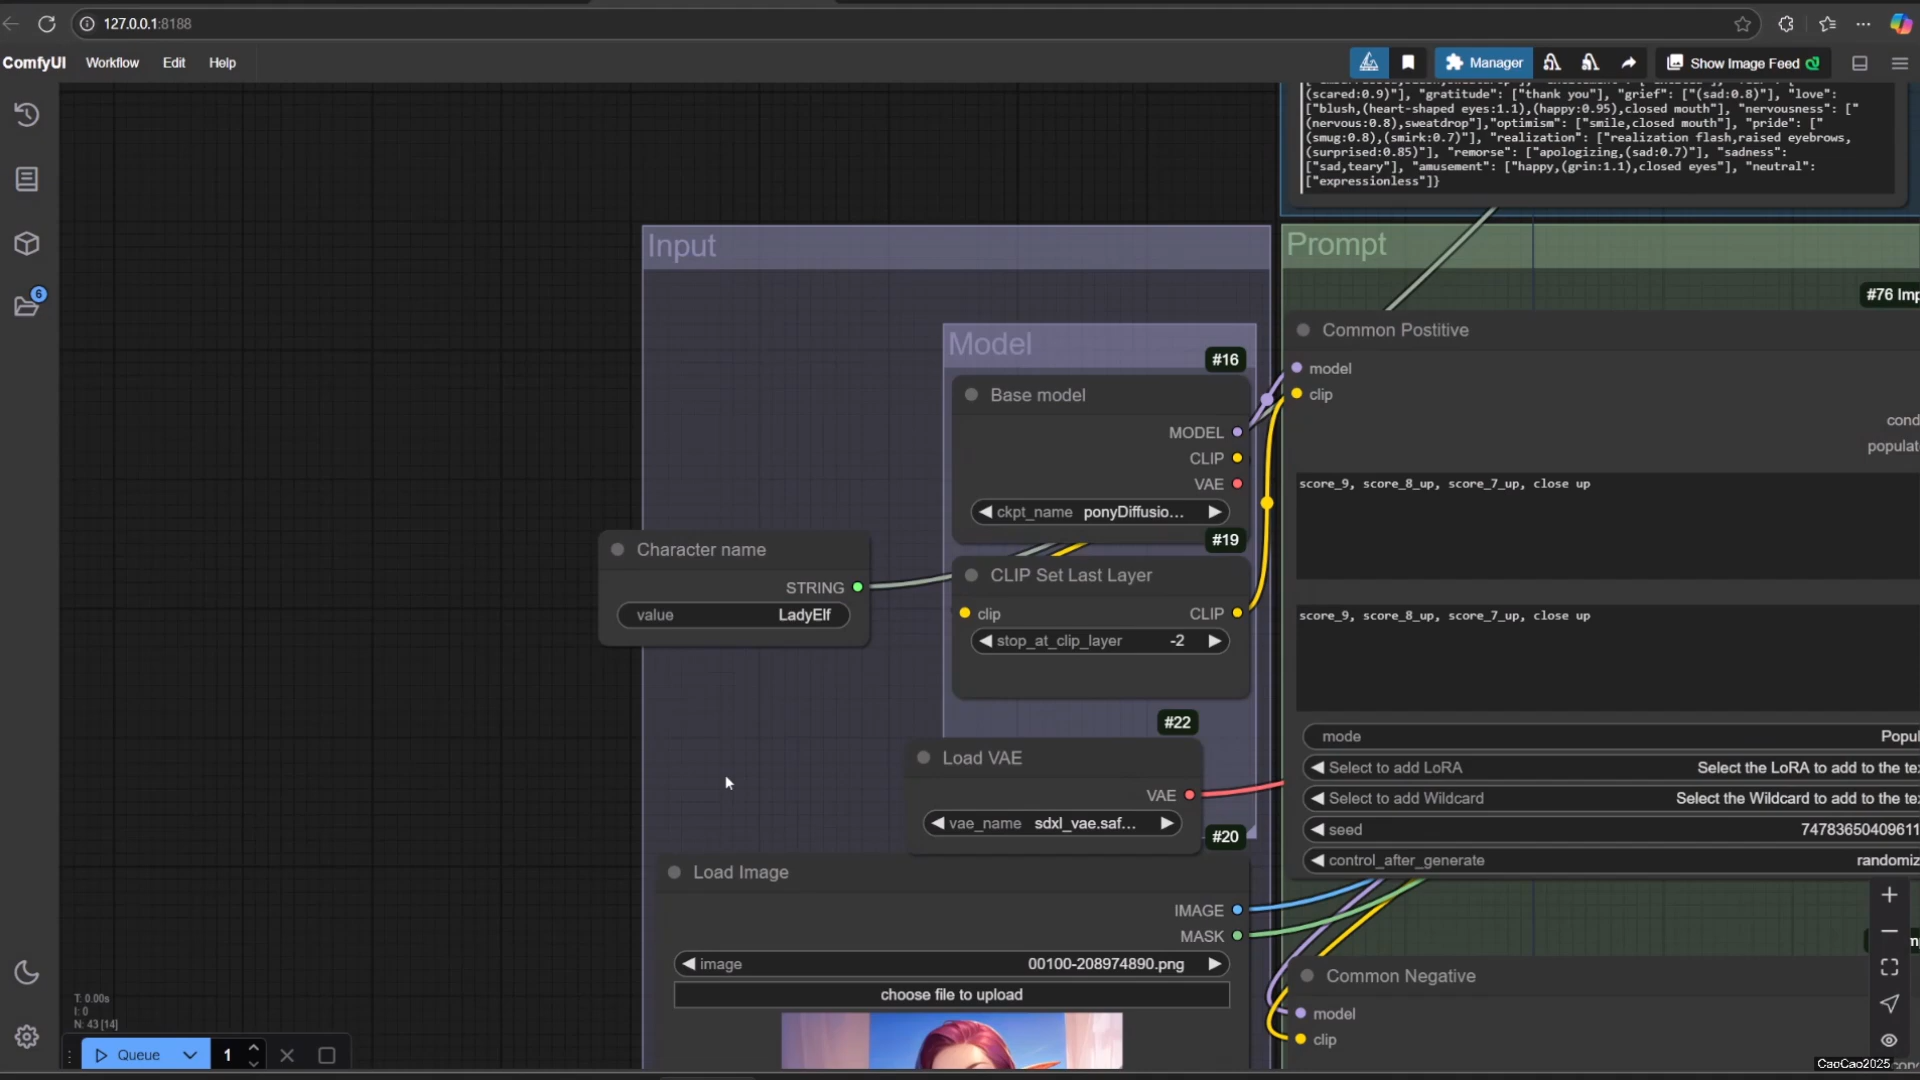 127.0.0.1:8188
ComfyUI Workflow Edit Help
Manager
Show Image Feed
(scared:0.9)"], "gratitude": ["thank you"], "grief": ["(sad:0.8)"], "love":
["blush,(heart-shaped eyes:1.1),(happy:0.95),closed mouth"], "nervousness": ["
(nervous:0.8),sweatdrop"],"optimism": ["smile,closed mouth"], "pride": ["
(smug:0.8),(smirk:0.7)"], "realization": ["realization flash,raised eyebrows,
(surprised:0.85)"], "remorse": ["apologizing,(sad:0.7)"], "sadness":
["sad,teary"], "amusement": ["happy,(grin:1.1),closed eyes"], "neutral":
["expressionless"]}
6
Input
Prompt
#76 Imp
Model
#16
Base model
MODEL
CLIP
VAE
ckpt_name ponyDiffusio...
#19
Character name
STRING
value LadyElf
CLIP Set Last Layer
clip CLIP
stop_at_clip_layer -2
#22
Load VAE
VAE
vae_name sdxl_vae.saf...
#20
Load Image
IMAGE
MASK
image 00100-208974890.png
choose file to upload
Common Postitive
model
clip
cond
populat
score_9, score_8_up, score_7_up, close up
score_9, score_8_up, score_7_up, close up
mode Popul
Select to add LoRA Select the LoRA to add to the te
Select to add Wildcard Select the Wildcard to add to the te
seed 74783650409611
control_after_generate randomiz
Common Negative
model
clip
T: 0.00s
I: 0
N: 43 [14]
Queue 1
CaoCao2025